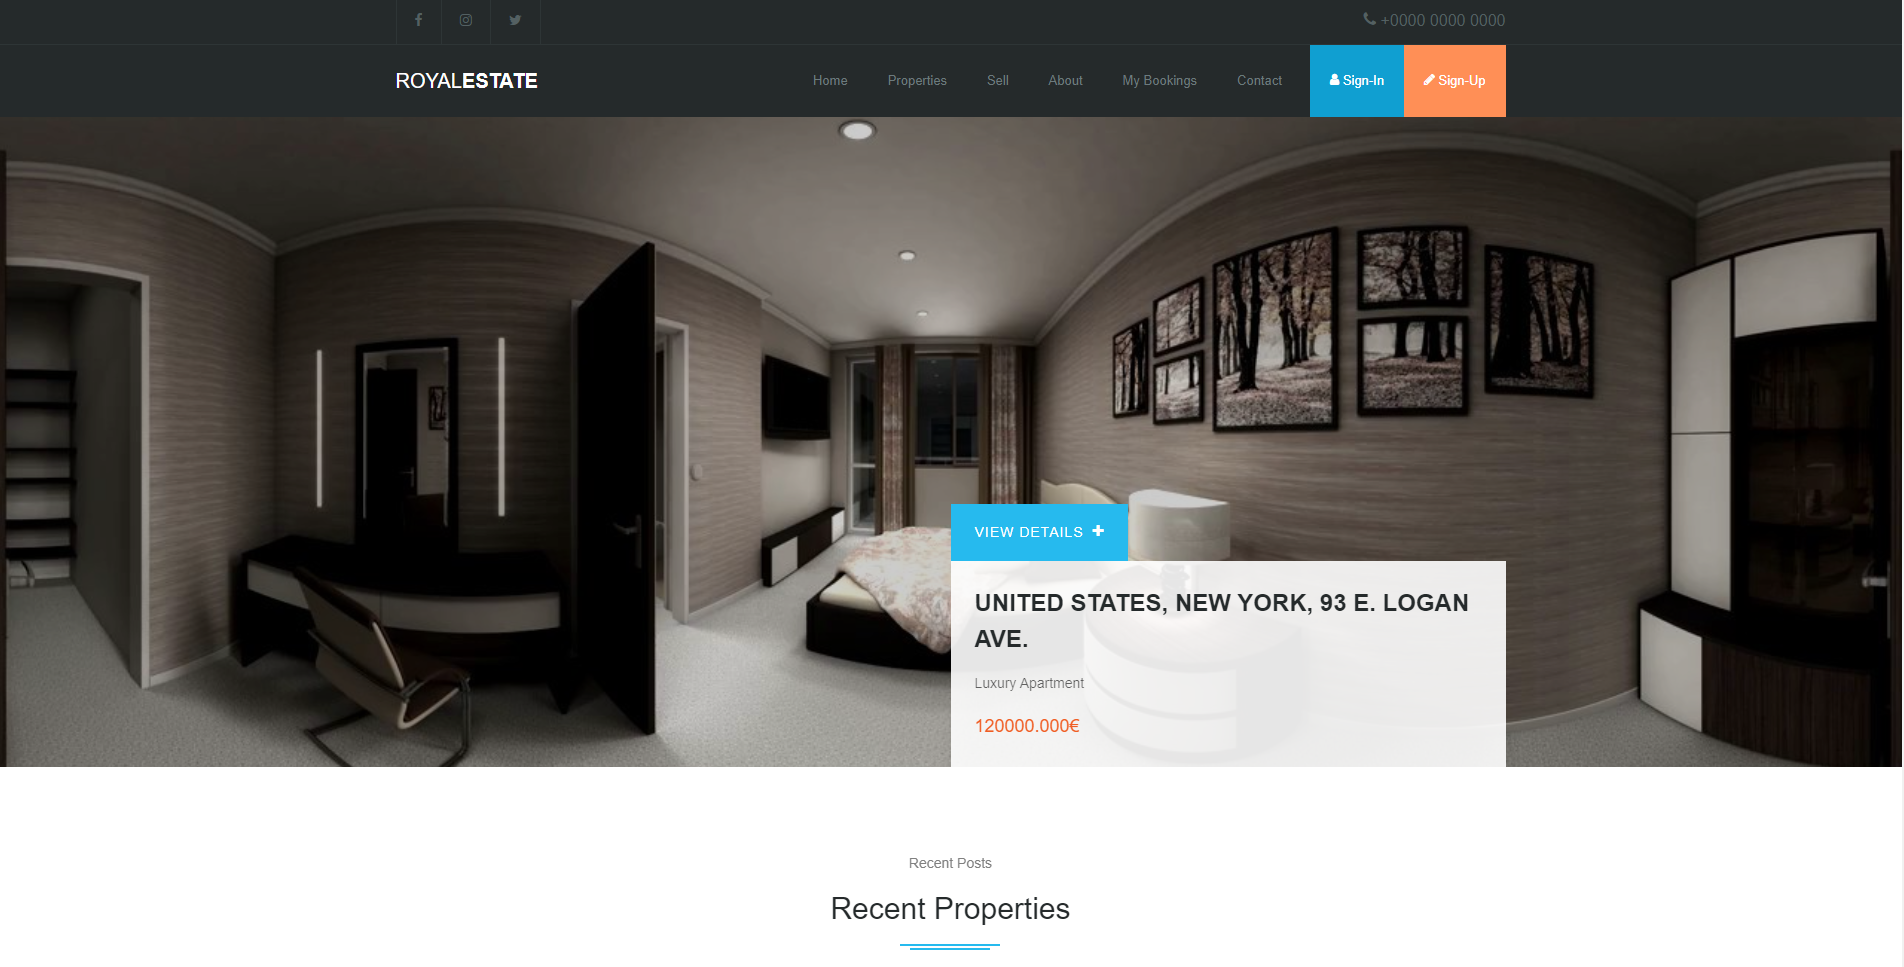 +0000 0000 0000
ROYALESTATE
Home
Properties
Sell
About
My Bookings
Contact
Sign-In
Sign-Up
VIEW DETAILS
UNITED STATES, NEW YORK, 93 E. LOGAN
AVE.
Luxury Apartment
120000.000€
Recent Posts
Recent Properties